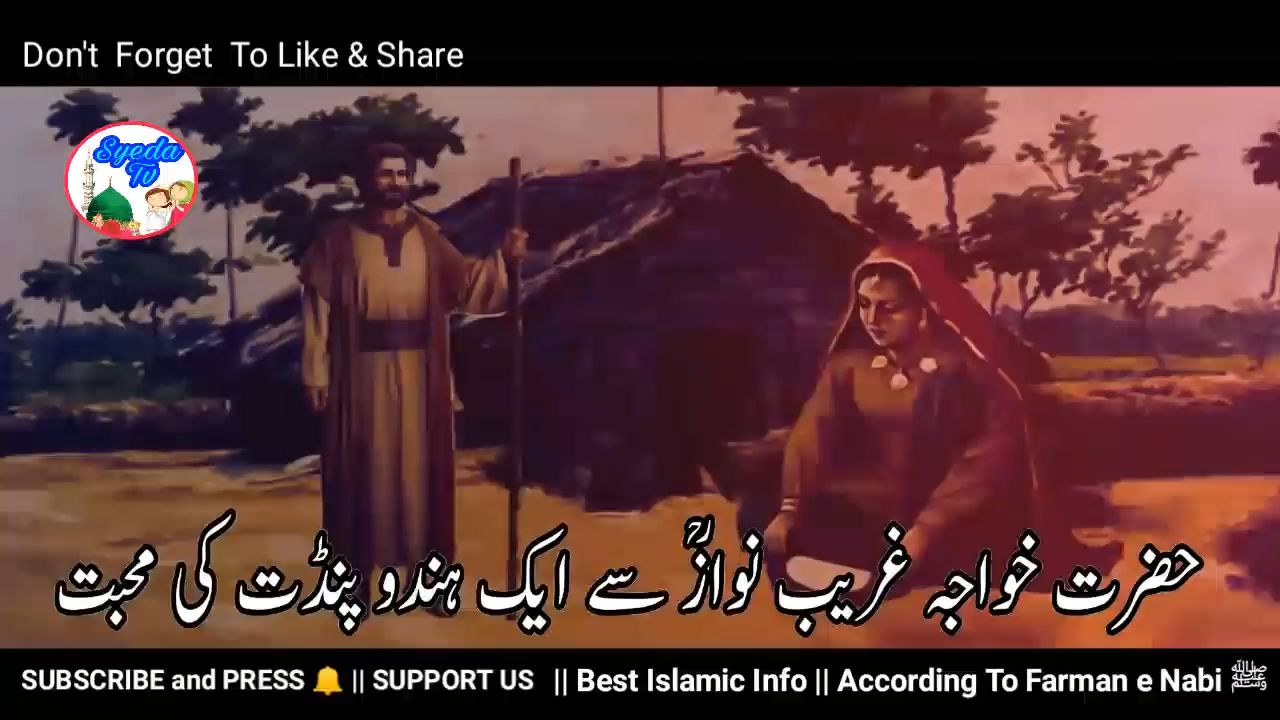 Don't Forget To Like & Share
Syeda
Tv
حضرت خواجہ غریب نوازؒ سے ایک ہندو پنڈت کی محبت
SUBSCRIBE and PRESS 🔔 || SUPPORT US || Best Islamic Info || According To Farman e Nabi ﷺ